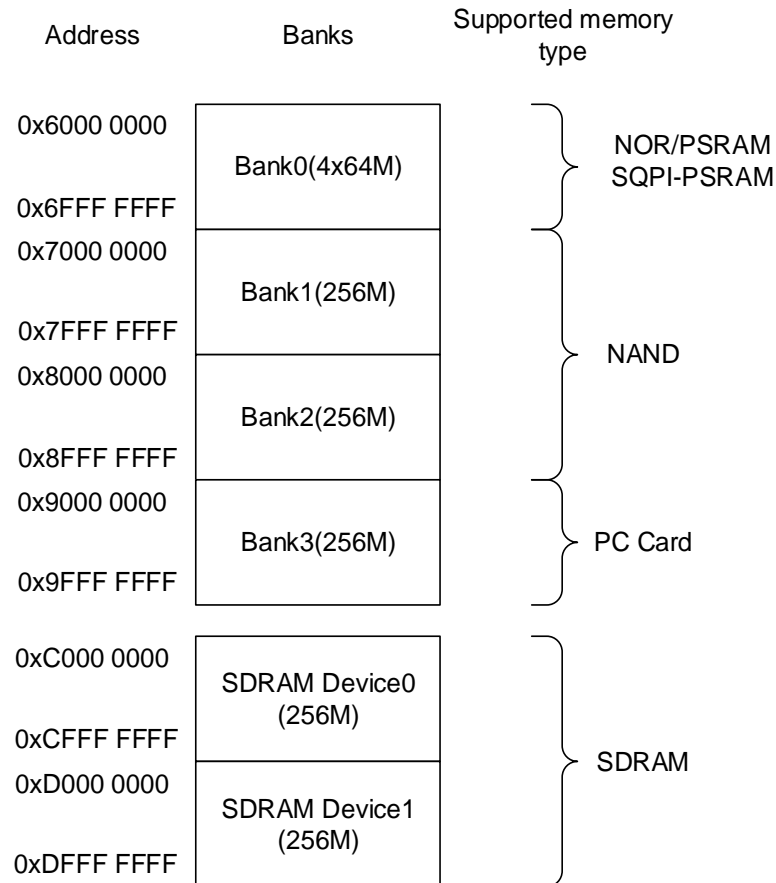 Address
Banks
Supported memory
type
0x6000 0000
Bank0(4x64M)
NOR/PSRAM
SQPI-PSRAM
0x6FFF FFFF
0x7000 0000
Bank1(256M)
0x7FFF FFFF
NAND
0x8000 0000
Bank2(256M)
0x8FFF FFFF
0x9000 0000
Bank3(256M)
PC Card
0x9FFF FFFF
0xC000 0000
SDRAM Device0
(256M)
0xCFFF FFFF
SDRAM
0xD000 0000
SDRAM Device1
(256M)
0xDFFF FFFF